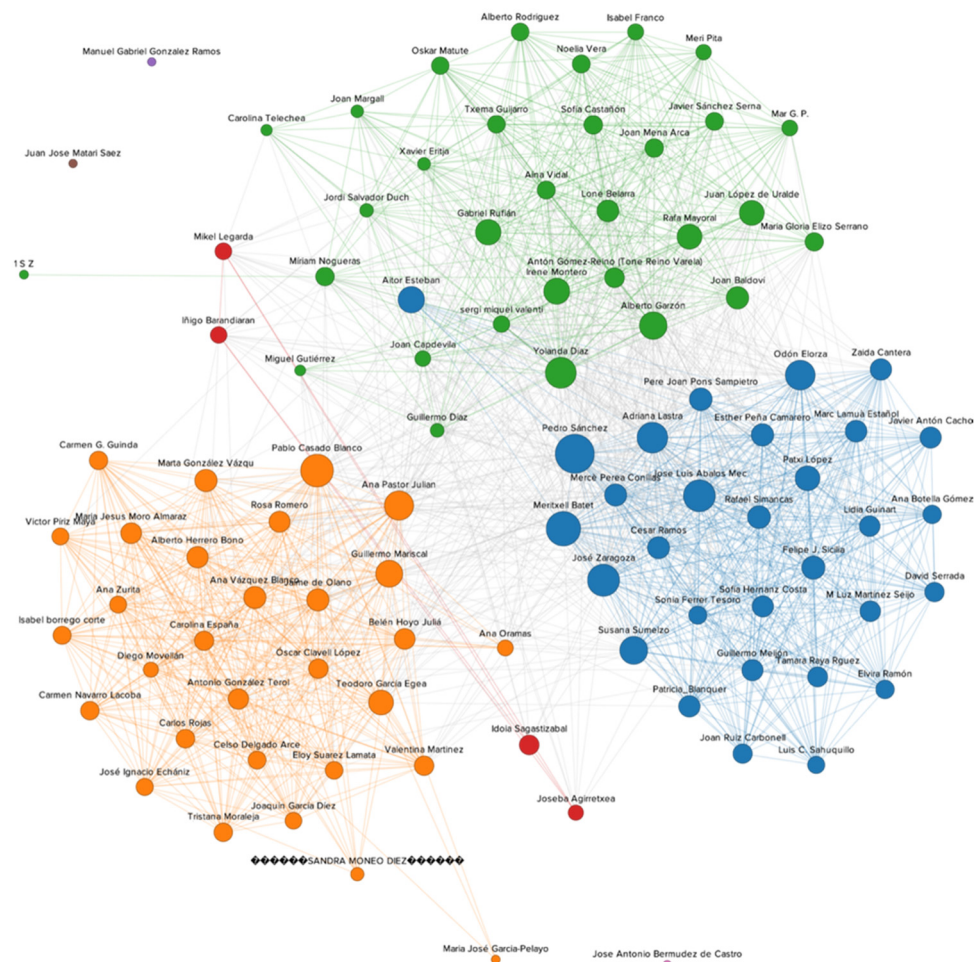 Alberto Rodriguez
Isabel Franco
Meri Pita
Manuel Gabriel Gonzalez Ramos
Oskar Matute
Noelia Vera
Joan Margall
Txema Guijarro
Sofia Castañón
Javier Sánchez Serna
Mar G. P.
Carolina Telechea
Joan Mena Arca
Juan Jose Matari Saez
Xavier Eritja
Aina Vidal
Jordi Salvador Duch
Lone Belarra
Juan López de Uralde
Gabriel Rufián
Rafa Mayoral
Maria Gloria Elizo Serrano
Mikel Legarda
1 S Z
Miriam Nogueras
Antón Gómez-Reino (Tone Reino Varela)
Aitor Esteban
Irene Montero
Joan Baldovi
sergi miquel valenti
Alberto Garzón
Iñigo Barandiaran
Joan Capdevila
Miguel Gutiérrez
Yolanda Diaz
Odón Elorza
Zaida Cantera
Pere Joan Pons Sampietro
Guillermo Diaz
Adriana Lastra
Esther Peña Camarero
Marc Lamuà Estañol
Javier Antón Cacho
Pedro Sánchez
Carmen G. Guinda
Pablo Casado Blanco
Marta González Vázqu
Ana Pastor Julian
Mercè Perea Conillas
Jose Luis Abalos Mec
Patxi López
Rosa Romero
Meritxell Batet
Rafael Simancas
Ana Botella Gómez
Victor Piriz Maya
Maria Jesus Moro Almaraz
Cesar Ramos
Lidia Guinart
Alberto Herrero Bono
Guillermo Mariscal
José Zaragoza
Felipe J. Sicilia
Ana Vázquez Blanco
Jaime de Olano
David Serrada
Ana Zurita
Sonia Ferrer Tesoro
Sofia Hernanz Costa
M Luz Martinez Seijo
Isabel borrego corte
Carolina España
Belén Hoyo Juliá
Ana Oramas
Susana Sumelzo
Diego Movellán
Óscar Clavell López
Guillermo Meijón
Tamara Raya Rguez
Elvira Ramón
Carmen Navarro Lacoba
Antonio González Terol
Teodoro García Egea
Patricia_Blanquer
Carlos Rojas
Idoia Sagastizabal
Joan Ruiz Carbonell
Luis C. Sahuquillo
Celso Delgado Arce
Eloy Suarez Lamata
Valentina Martinez
José Ignacio Echániz
Joseba Agirretxea
Tristana Moraleja
Joaquín García Diez
������SANDRA MONEO DIEZ������
Maria José Garcia-Pelayo
Jose Antonio Bermudez de Castro